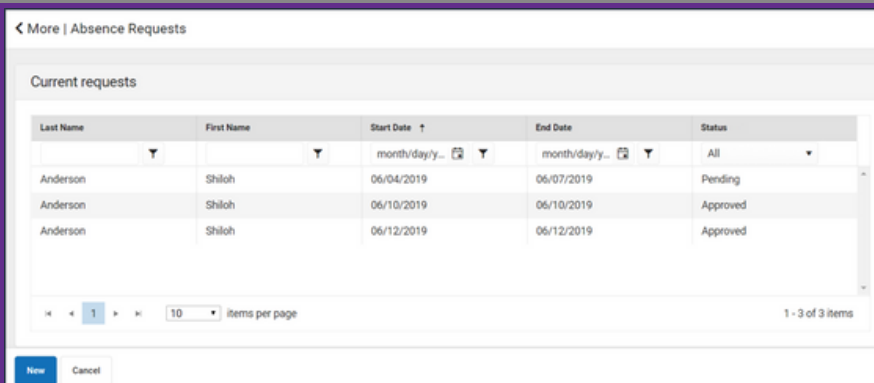 More | Absence Requests
Current requests
Last Name First Name Start Date ↑ End Date Status
month/day/y... month/day/y... All
Anderson Shiloh 06/04/2019 06/07/2019 Pending
Anderson Shiloh 06/10/2019 06/10/2019 Approved
Anderson Shiloh 06/12/2019 06/12/2019 Approved
1 10 items per page 1 - 3 of 3 items
New Cancel